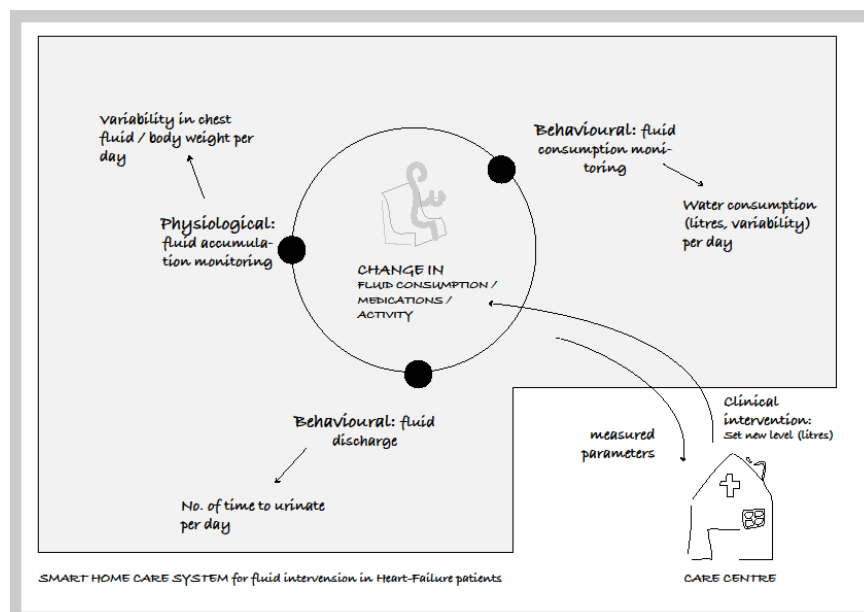 Variability in chest
fluid / body weight per
day
Behavioural: fluid
consumption moni-
toring
Water consumption
(litres, variability)
per day
Physiological:
fluid accumula-
tion monitoring
CHANGE IN
FLUID CONSUMPTION /
MEDICATIONS /
ACTIVITY
Behavioural: fluid
discharge
No. of time to urinate
per day
measured
parameters
Clinical
intervention:
Set new level (litres)
SMART HOME CARE SYSTEM for fluid intervension in Heart-Failure patients
CARE CENTRE